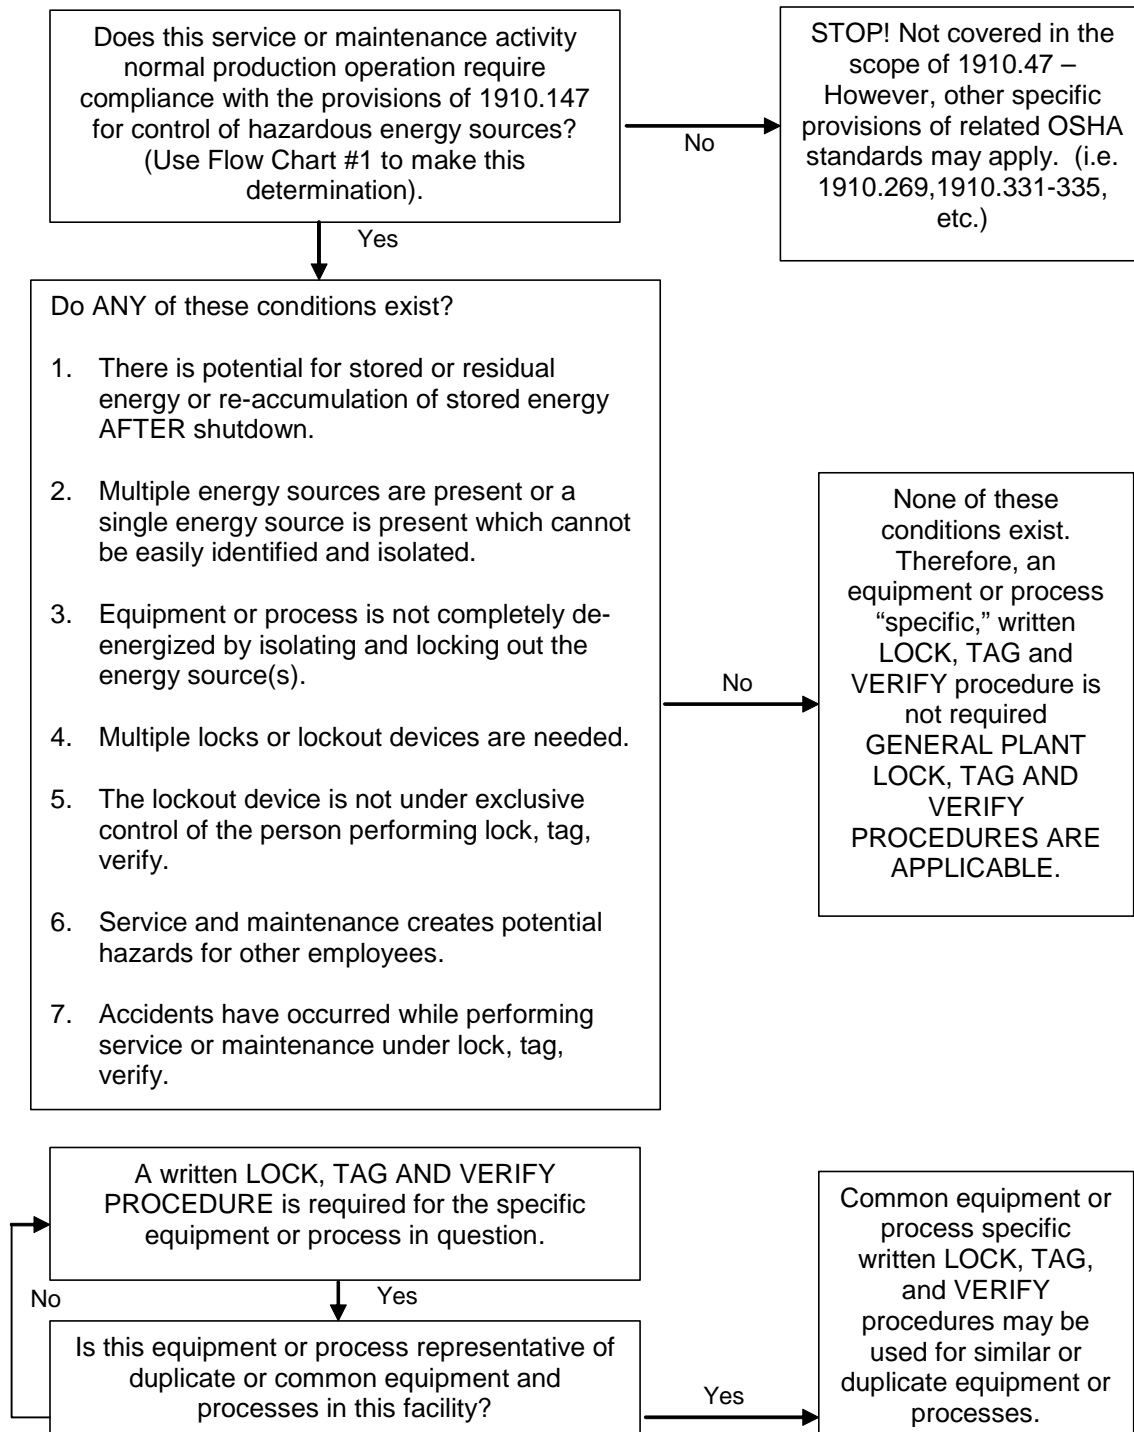 Does this service or maintenance activity
normal production operation require
compliance with the provisions of 1910.147
for control of hazardous energy sources?
(Use Flow Chart #1 to make this
determination).
No
STOP! Not covered in the
scope of 1910.47 –
However, other specific
provisions of related OSHA
standards may apply. (i.e.
1910.269,1910.331-335,
etc.)
Yes
Do ANY of these conditions exist?
1. There is potential for stored or residual
energy or re-accumulation of stored energy
AFTER shutdown.
2. Multiple energy sources are present or a
single energy source is present which cannot
be easily identified and isolated.
3. Equipment or process is not completely de-
energized by isolating and locking out the
energy source(s).
4. Multiple locks or lockout devices are needed.
5. The lockout device is not under exclusive
control of the person performing lock, tag,
verify.
6. Service and maintenance creates potential
hazards for other employees.
7. Accidents have occurred while performing
service or maintenance under lock, tag,
verify.
No
None of these
conditions exist.
Therefore, an
equipment or process
“specific,” written
LOCK, TAG and
VERIFY procedure is
not required
GENERAL PLANT
LOCK, TAG AND
VERIFY
PROCEDURES ARE
APPLICABLE.
A written LOCK, TAG AND VERIFY
PROCEDURE is required for the specific
equipment or process in question.
No
Yes
Is this equipment or process representative of
duplicate or common equipment and
processes in this facility?
Yes
Common equipment or
process specific
written LOCK, TAG,
and VERIFY
procedures may be
used for similar or
duplicate equipment or
processes.